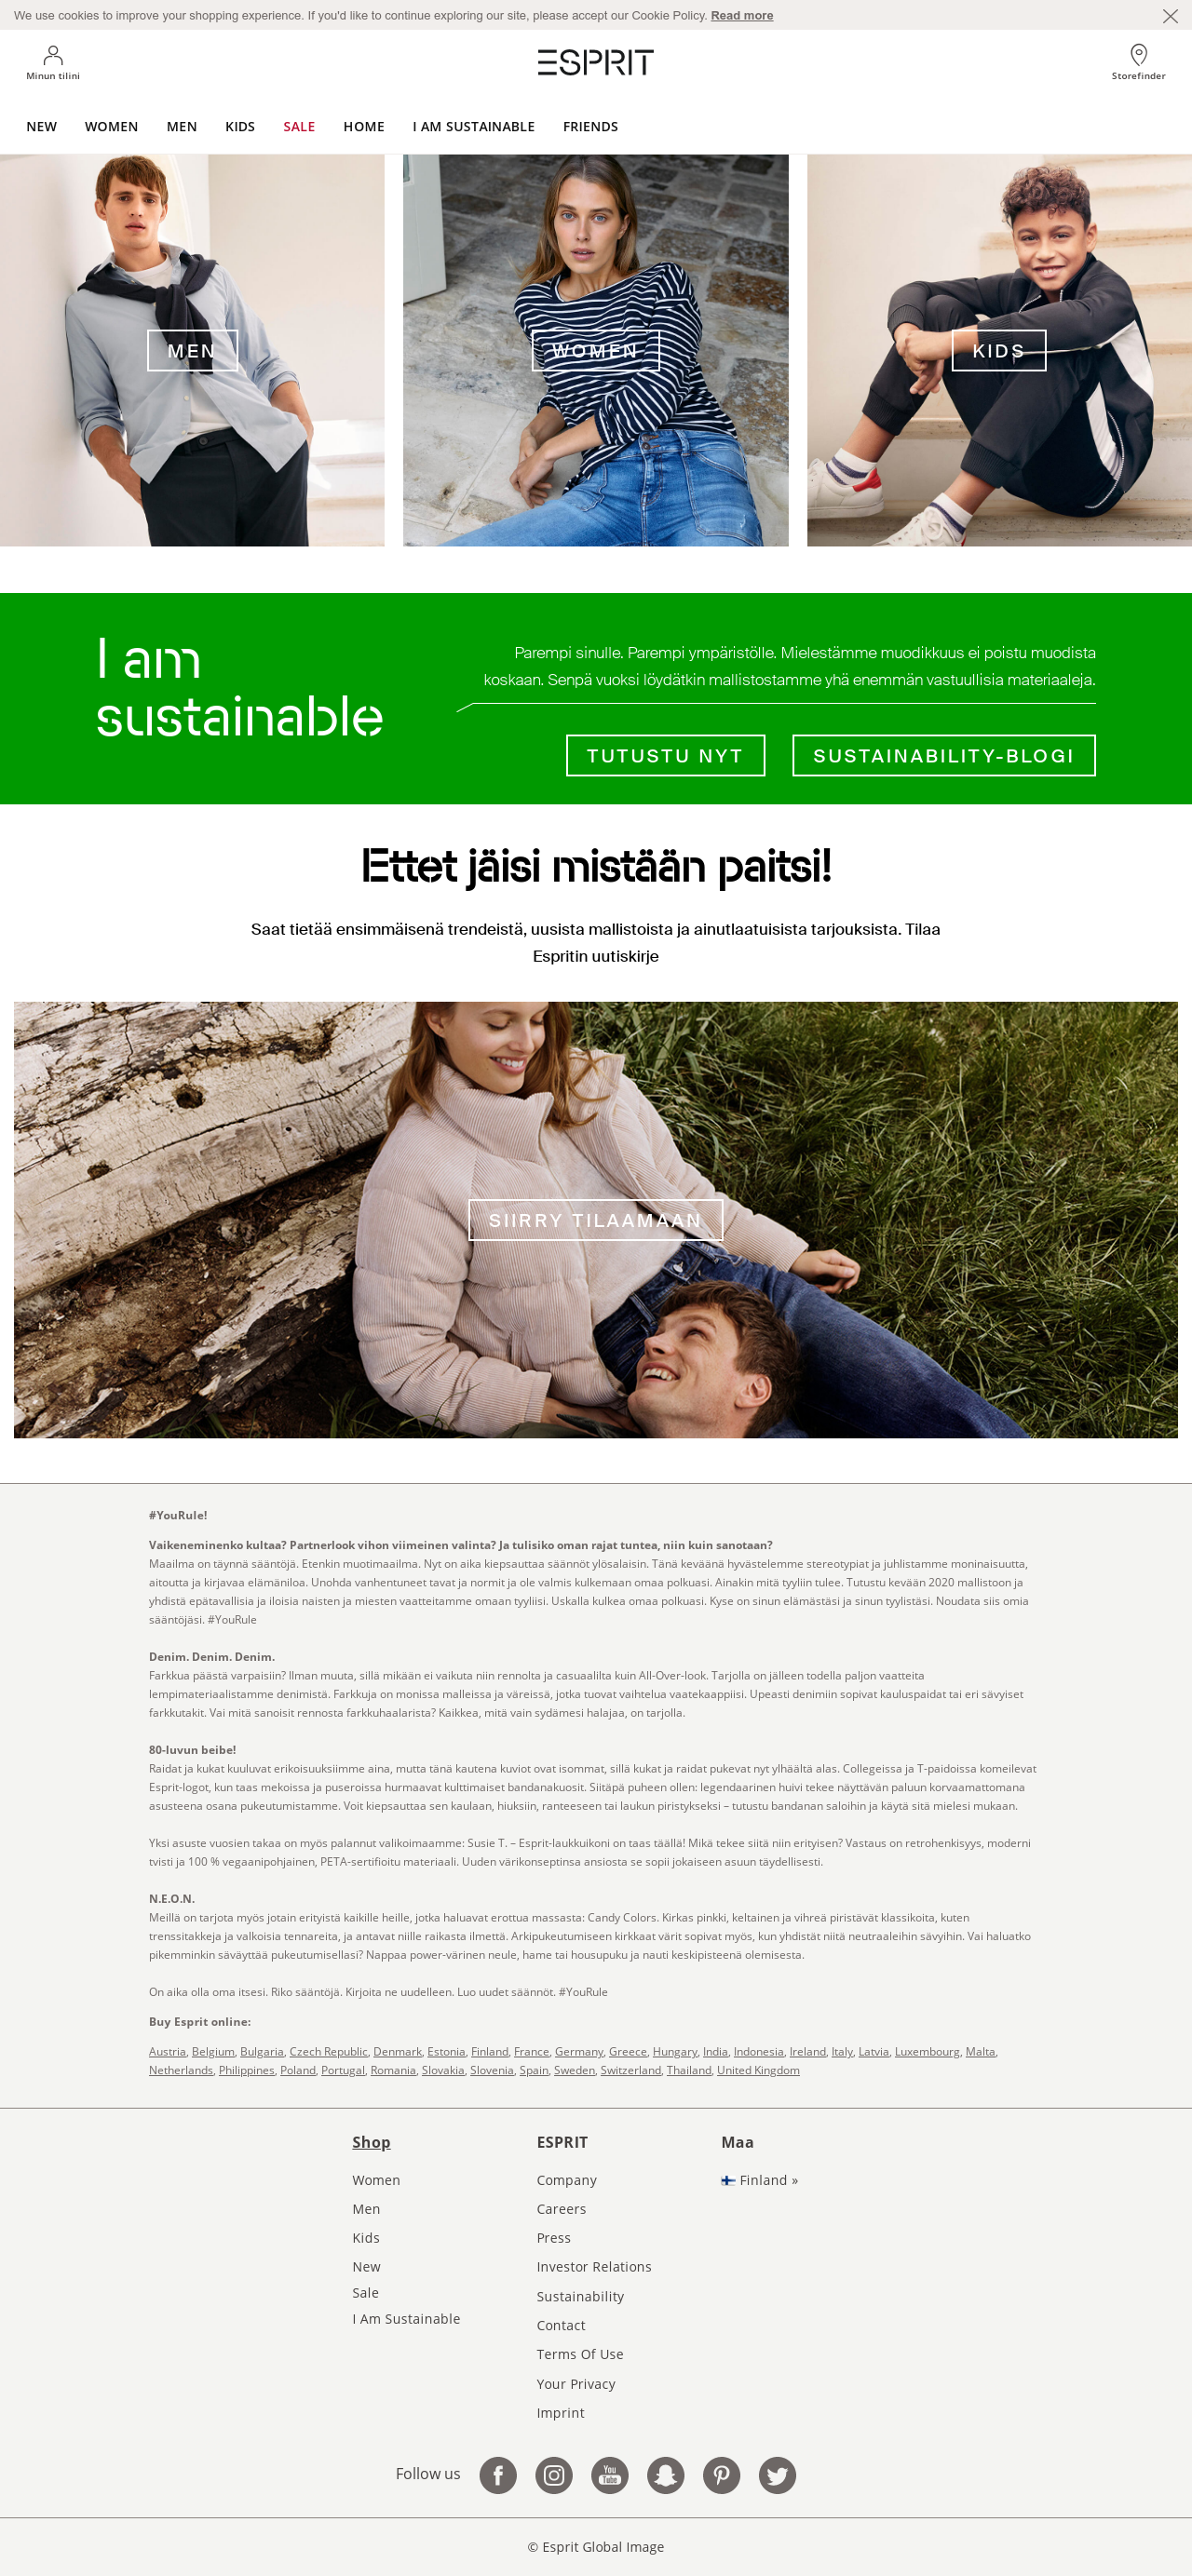 We use cookies to improve your shopping experience. If you'd like to continue exploring our site, please accept our Cookie Policy. Read more
Minun tilini
ESPRIT
Storefinder
NEW WOMEN MEN KIDS SALE HOME I AM SUSTAINABLE FRIENDS
MEN
WOMEN
KIDS
I am
sustainable
Parempi sinulle. Parempi ympäristölle. Mielestämme muodikkuus ei poistu muodista
koskaan. Senpä vuoksi löydätkin mallistostamme yhä enemmän vastuullisia materiaaleja.
TUTUSTU NYT
SUSTAINABILITY-BLOGI
Ettet jäisi mistään paitsi!
Saat tietää ensimmäisenä trendeistä, uusista mallistoista ja ainutlaatuisista tarjouksista. Tilaa
Espritin uutiskirje
SIIRRY TILAAMAAN
#YouRule!
Vaikeneminenko kultaa? Partnerlook vihon viimeinen valinta? Ja tulisiko oman rajat tuntea, niin kuin sanotaan?
Maailma on täynnä sääntöjä. Etenkin muotimaailma. Nyt on aika kiepsauttaa säännöt ylösalaisin. Tänä keväänä hyvästelemme stereotypiat ja juhlistamme moninaisuutta,
aitoutta ja kirjavaa elämäniloa. Unohda vanhentuneet tavat ja normit ja ole valmis kulkemaan omaa polkuasi. Ainakin mitä tyyliin tulee. Tutustu kevään 2020 mallistoon ja
yhdistä epätavallisia ja iloisia naisten ja miesten vaatteitamme omaan tyyliisi. Uskalla kulkea omaa polkuasi. Kyse on sinun elämästäsi ja sinun tyylistäsi. Noudata siis omia
sääntöjäsi. #YouRule
Denim. Denim. Denim.
Farkkua päästä varpaisiin? Ilman muuta, sillä mikään ei vaikuta niin rennolta ja casuaalilta kuin All-Over-look. Tarjolla on jälleen todella paljon vaatteita
lempimateriaalistamme denimistä. Farkkuja on monissa malleissa ja väreissä, jotka tuovat vaihtelua vaatekaappiisi. Upeasti denimiin sopivat kauluspaidat tai eri sävyiset
farkkutakit. Vai mitä sanoisit rennosta farkkuhaalarista? Kaikkea, mitä vain sydämesi halajaa, on tarjolla.
80-luvun beibe!
Raidat ja kukat kuuluvat erikoisuuksiimme aina, mutta tänä kautena kuviot ovat isommat, sillä kukat ja raidat pukevat nyt ylhäältä alas. Collegeissa ja T-paidoissa komeilevat
Esprit-logot, kun taas mekoissa ja puseroissa hurmaavat kulttimaiset bandanakuosit. Siitäpä puheen ollen: legendaarinen huivi tekee näyttävän paluun korvaamattomana
asusteena osana pukeutumistamme. Voit kiepsauttaa sen kaulaan, hiuksiin, ranteeseen tai laukun piristykseksi – tutustu bandanan saloihin ja käytä sitä mielesi mukaan.
Yksi asuste vuosien takaa on myös palannut valikoimaamme: Susie T. – Esprit-laukkuikoni on taas täällä! Mikä tekee siitä niin erityisen? Vastaus on retrohenkisyys, moderni
tvisti ja 100 % vegaanipohjainen, PETA-sertifioitu materiaali. Uuden värikonseptinsa ansiosta se sopii jokaiseen asuun täydellisesti.
N.E.O.N.
Meillä on tarjota myös jotain erityistä kaikille heille, jotka haluavat erottua massasta: Candy Colors. Kirkas pinkki, keltainen ja vihreä piristävät klassikoita, kuten
trenssitakkeja ja valkoisia tennareita, ja antavat niille raikasta ilmettä. Arkipukeutumiseen kirkkaat värit sopivat myös, kun yhdistät niitä neutraaleihin sävyihin. Vai haluatko
pikemminkin säväyttää pukeutumisellasi? Nappaa power-värinen neule, hame tai housupuku ja nauti keskipisteenä olemisesta.
On aika olla oma itsesi. Riko sääntöjä. Kirjoita ne uudelleen. Luo uudet säännöt. #YouRule
Buy Esprit online:
Austria, Belgium, Bulgaria, Czech Republic, Denmark, Estonia, Finland, France, Germany, Greece, Hungary, India, Indonesia, Ireland, Italy, Latvia, Luxembourg, Malta,
Netherlands, Philippines, Poland, Portugal, Romania, Slovakia, Slovenia, Spain, Sweden, Switzerland, Thailand, United Kingdom
Shop
Women
Men
Kids
New
Sale
I Am Sustainable
ESPRIT
Company
Careers
Press
Investor Relations
Sustainability
Contact
Terms Of Use
Your Privacy
Imprint
Maa
Finland »
Follow us
You
Tube
© Esprit Global Image